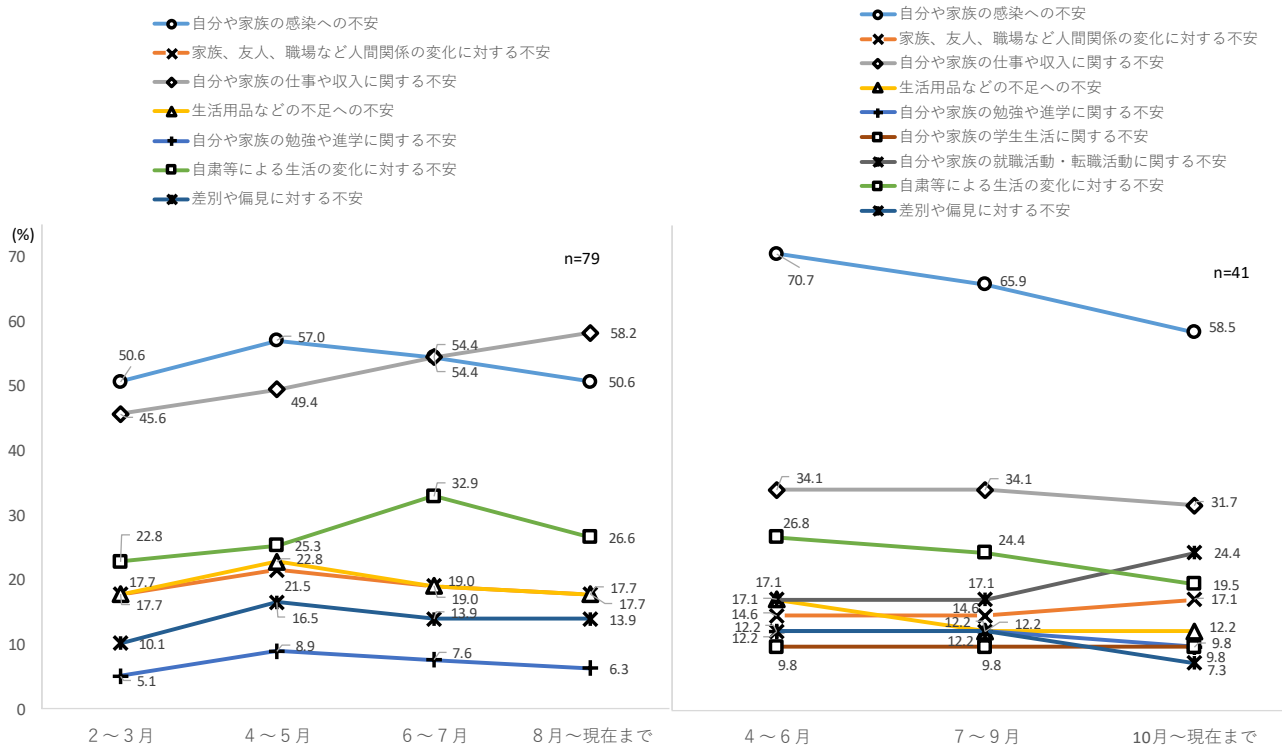 自分や家族の感染への不安
家族、友人、職場など人間関係の変化に対する不安
自分や家族の仕事や収入に関する不安
生活用品などの不足への不安
自分や家族の勉強や進学に関する不安
自粛等による生活の変化に対する不安
差別や偏見に対する不安
(%)
70
60
50
40
30
20
10
0
n=79
50.6
57.0
54.4
50.6
45.6
49.4
54.4
58.2
22.8
25.3
32.9
26.6
17.7
22.8
19.0
17.7
17.7
21.5
19.0
17.7
10.1
16.5
13.9
13.9
5.1
8.9
7.6
6.3
2～3月
4～5月
6～7月
8月～現在まで
自分や家族の感染への不安
家族、友人、職場など人間関係の変化に対する不安
自分や家族の仕事や収入に関する不安
生活用品などの不足への不安
自分や家族の勉強や進学に関する不安
自分や家族の学生生活に関する不安
自分や家族の就職活動・転職活動に関する不安
自粛等による生活の変化に対する不安
差別や偏見に対する不安
n=41
70.7
65.9
58.5
34.1
34.1
31.7
26.8
24.4
19.5
17.1
17.1
24.4
17.1
12.2
12.2
14.6
14.6
17.1
12.2
12.2
9.8
12.2
12.2
7.3
9.8
9.8
9.8
4～6月
7～9月
10月～現在まで